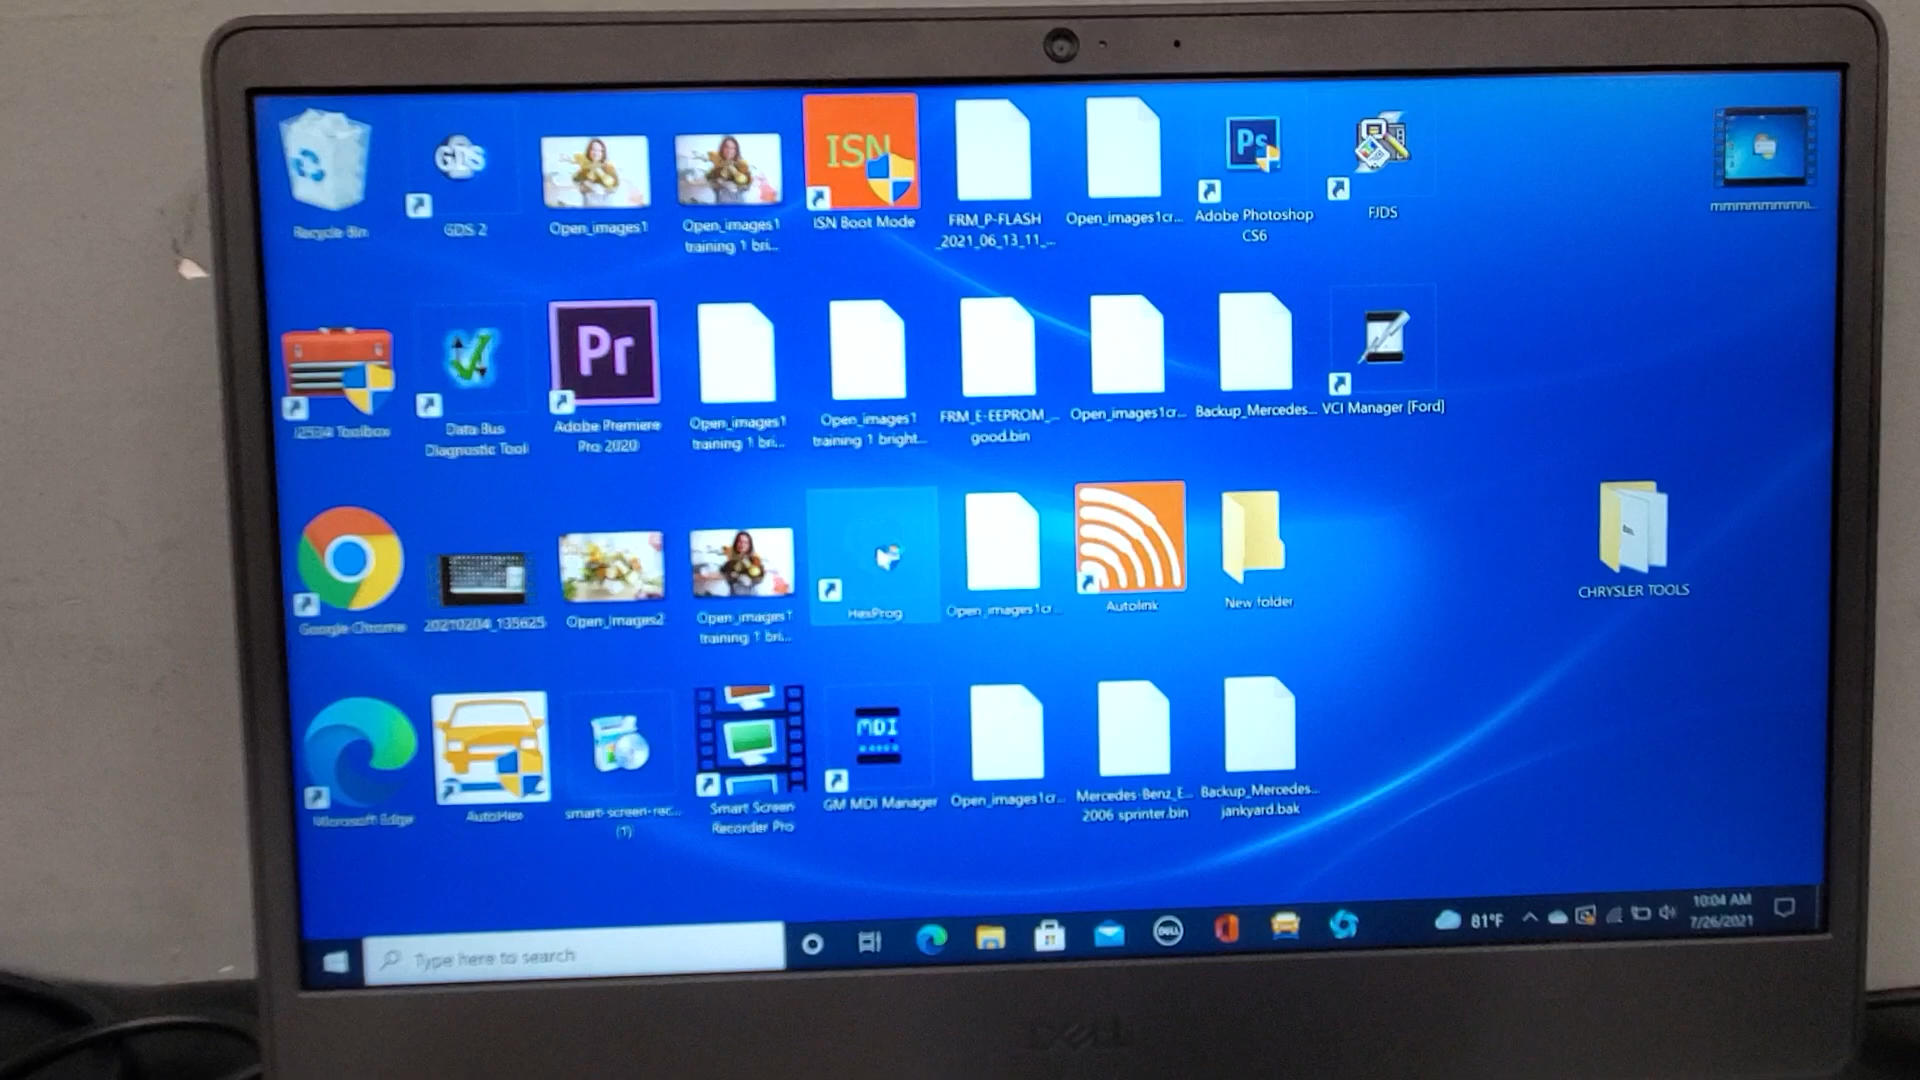 Recycle Bin
GDS
GDS 2
Open_images1
Open_images1
training 1 bri...
ISN
ISN Boot Mode
FRM_P-FLASH
_2021_06_13_11_...
Open_images1cr...
Ps
Adobe Photoshop
CS6
FJDS
J2534 Toolbox
Data Bus
Diagnostic Tool
Pr
Adobe Premiere
Pro 2020
Open_images1
training 1 bri...
Open_images1
training 1 bright...
FRM_E-EEPROM_...
good.bin
Open_images1cr...
Backup_Mercedes...
VCI Manager [Ford]
Google Chrome
20210204_135625
Open_images2
Open_images1
training 1 bri...
HexProg
Open_images1cr...
Autolink
New folder
CHRYSLER TOOLS
Microsoft Edge
AutoHex
smart-screen-rec...
(1)
Smart Screen
Recorder Pro
MDI
GM MDI Manager
Open_images1cr...
Mercedes-Benz_E...
2006 sprinter.bin
Backup_Mercedes...
jankyard.bak
Type here to search
DELL
81°F
10:04 AM
7/26/2021
DELL